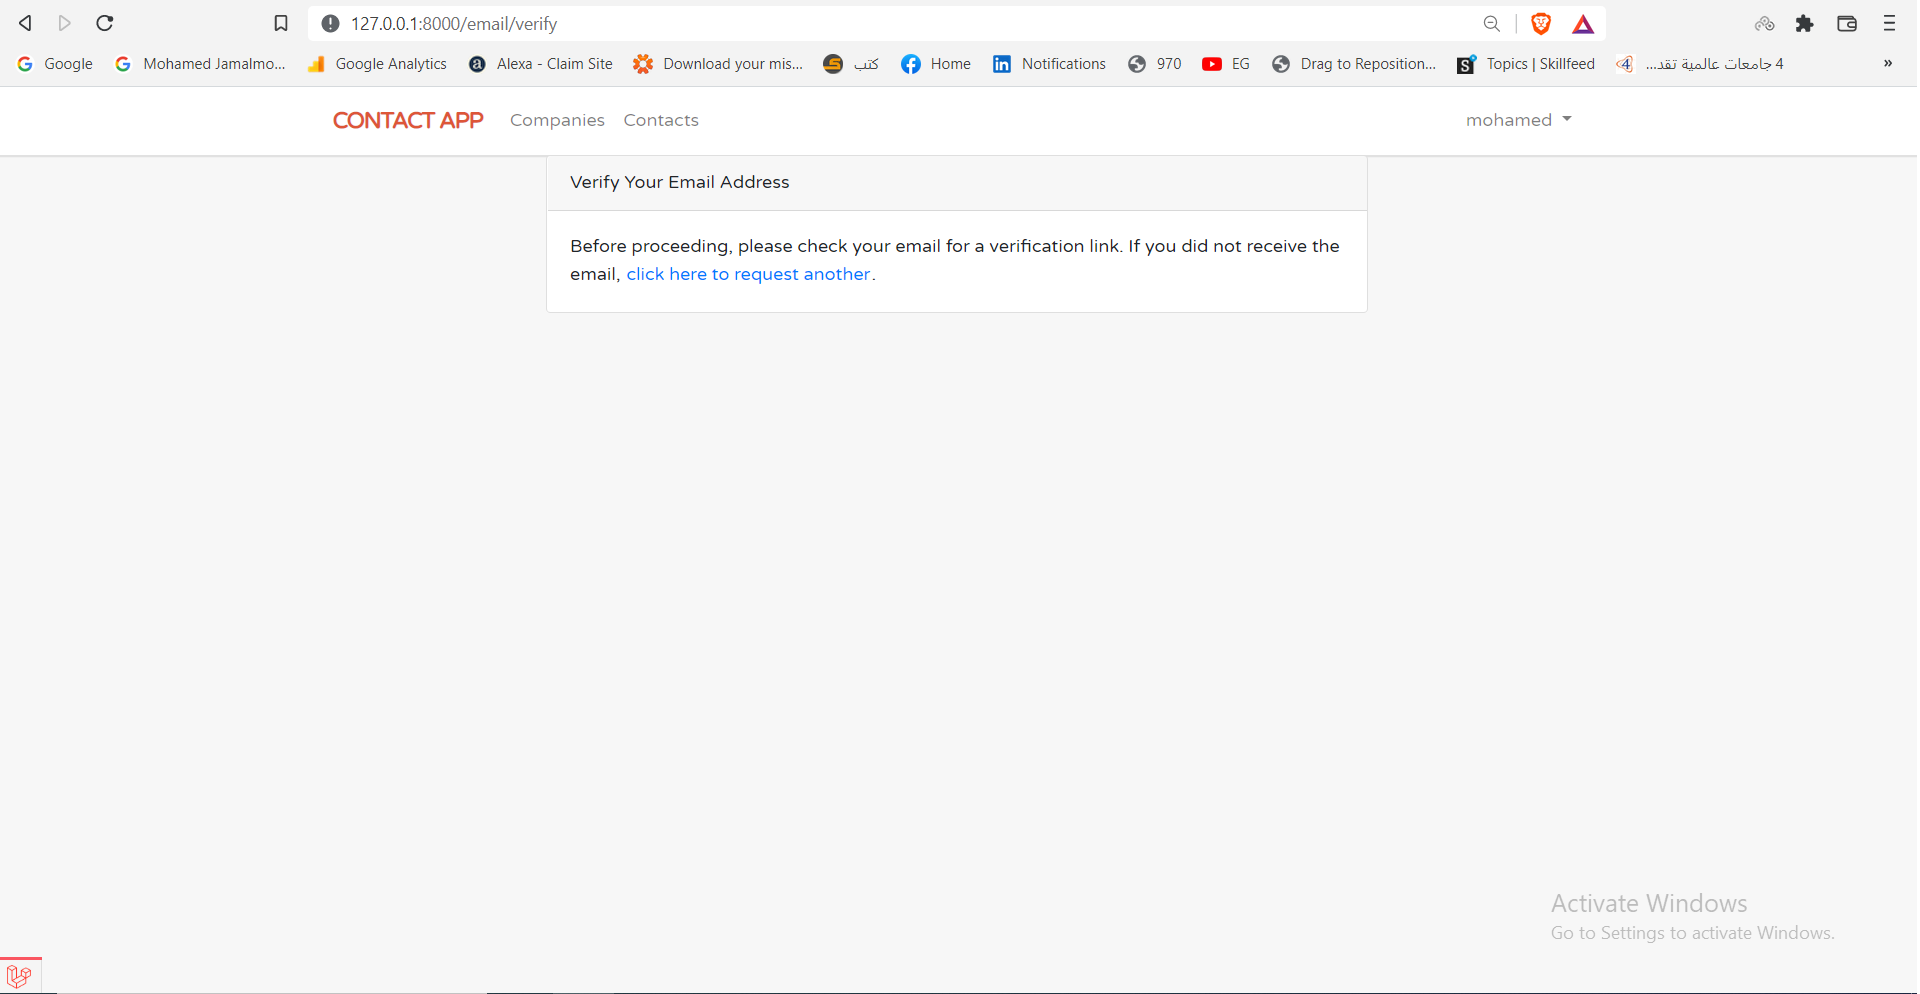 127.0.0.1:8000/email/verify
Google
Mohamed Jamalmo...
Google Analytics
Alexa - Claim Site
Download your mis...
كتب
Home
Notifications
970
EG
Drag to Reposition...
Topics | Skillfeed
4 جامعات عالمية تقد...
»
CONTACT APP
Companies
Contacts
mohamed
Verify Your Email Address
Before proceeding, please check your email for a verification link. If you did not receive the
email, click here to request another.
Activate Windows
Go to Settings to activate Windows.